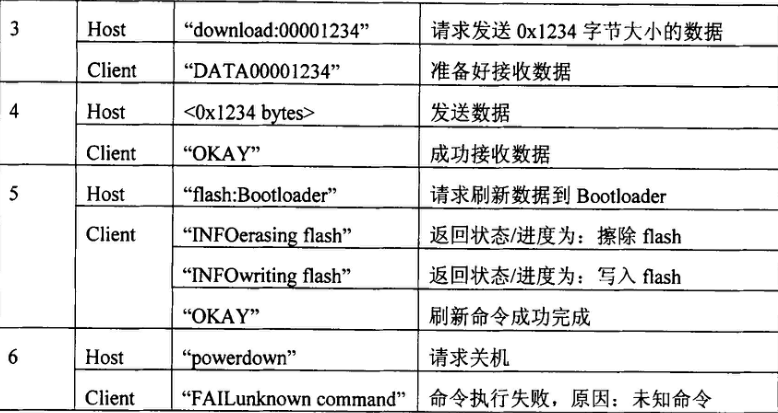 3 Host “download:00001234” 请求发送 0x1234 字节大小的数据
Client “DATA00001234” 准备好接收数据
4 Host <0x1234 bytes> 发送数据
Client “OKAY” 成功接收数据
5 Host “flash:Bootloader” 请求刷新数据到 Bootloader
Client “INFOerasing flash” 返回状态/进度为：擦除 flash
“INFOwriting flash” 返回状态/进度为：写入 flash
“OKAY” 刷新命令成功完成
6 Host “powerdown” 请求关机
Client “FAILunknown command” 命令执行失败，原因：未知命令